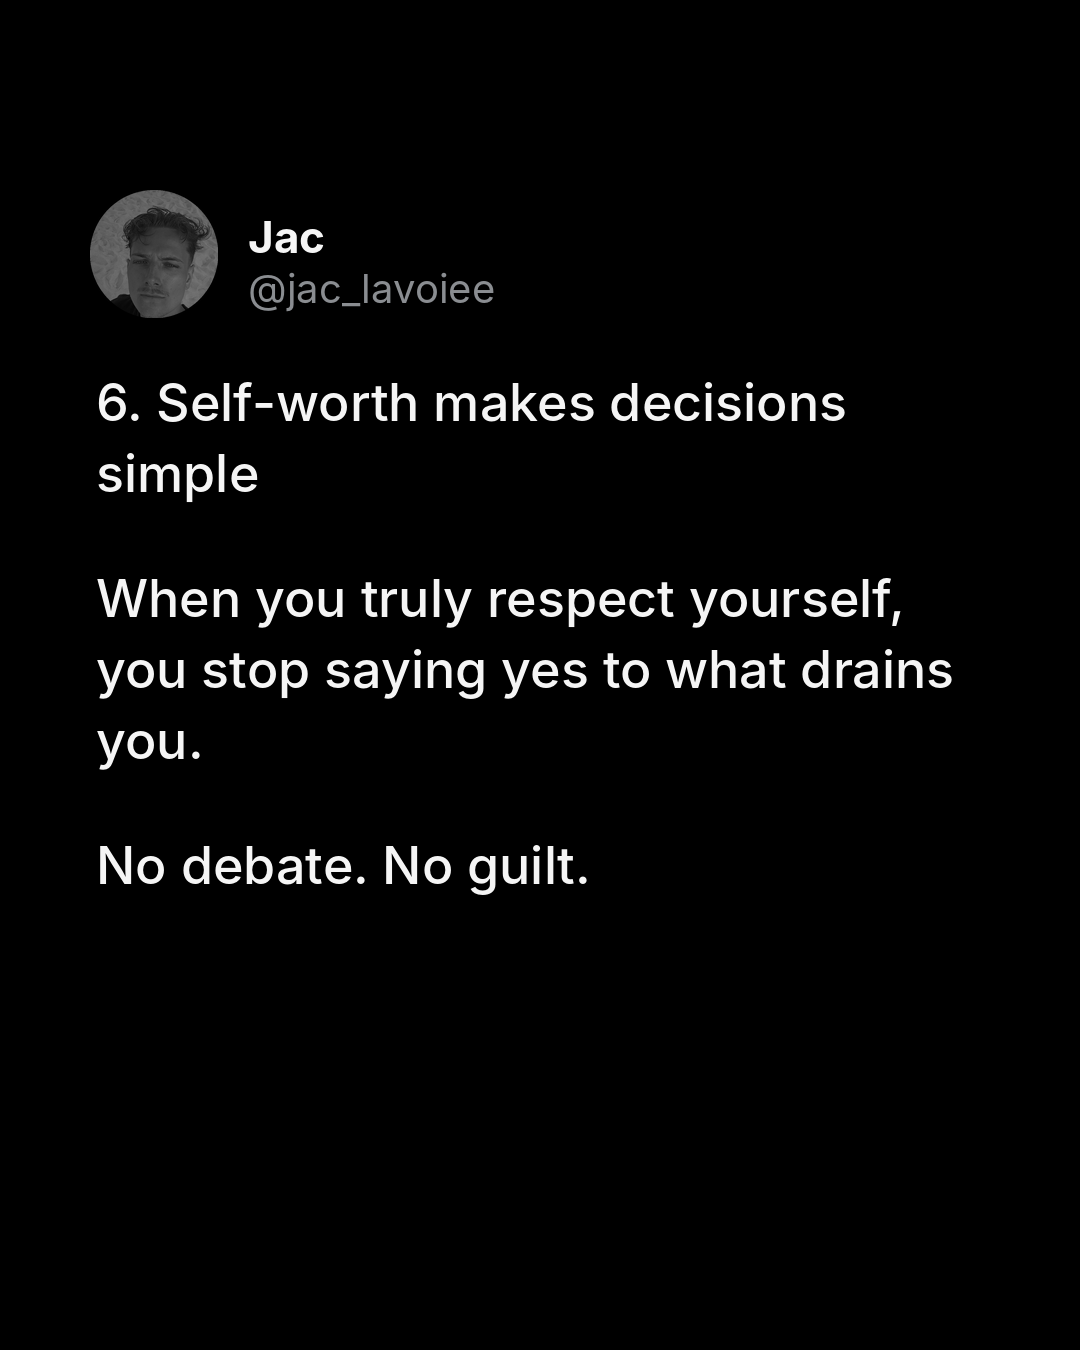 Jac
@jac_lavoiee
6. Self-worth makes decisions
simple
When you truly respect yourself,
you stop saying yes to what drains
you.
No debate. No guilt.